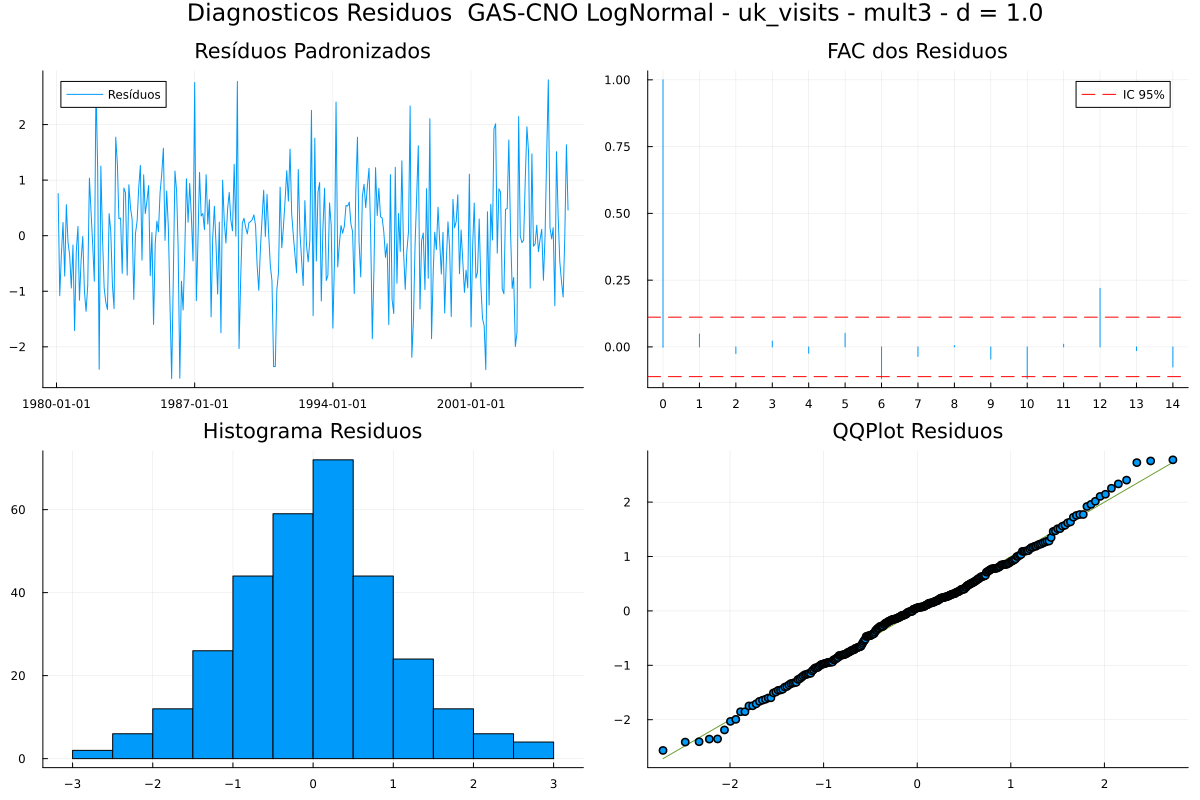 Diagnosticos Residuos  GAS-CNO LogNormal - uk_visits - mult3 - d = 1.0
Resíduos Padronizados
Resíduos
2
1
0
−1
−2
1980-01-01 1987-01-01 1994-01-01 2001-01-01
FAC dos Residuos
IC 95%
1.00
0.75
0.50
0.25
0.00
0 1 2 3 4 5 6 7 8 9 10 11 12 13 14
Histograma Residuos
60
40
20
0
−3 −2 −1 0 1 2 3
QQPlot Residuos
2
1
0
−1
−2
−2 −1 0 1 2